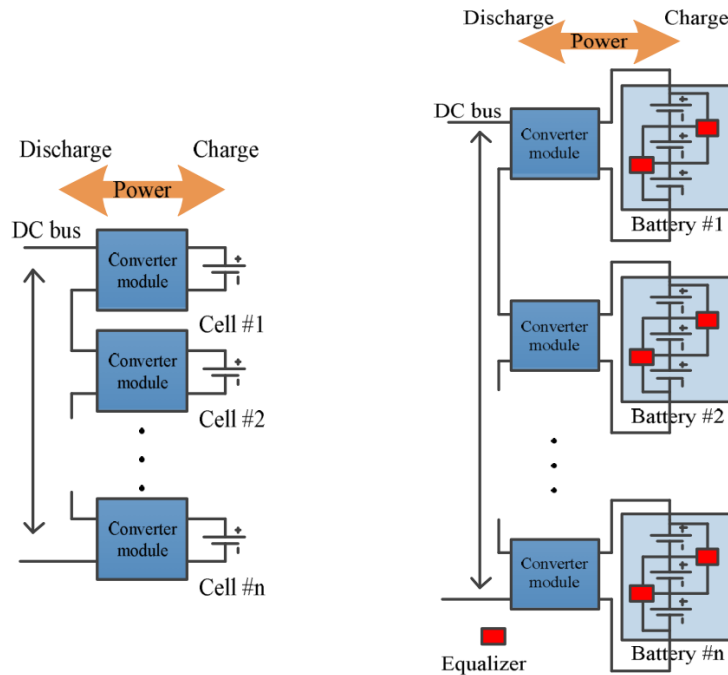 Discharge
Charge
Power
DC bus
Converter
module
Cell #1
Converter
module
Cell #2
Converter
module
Cell #n
Discharge
Charge
Power
DC bus
Converter
module
Battery #1
Converter
module
Battery #2
Converter
module
Battery #n
Equalizer